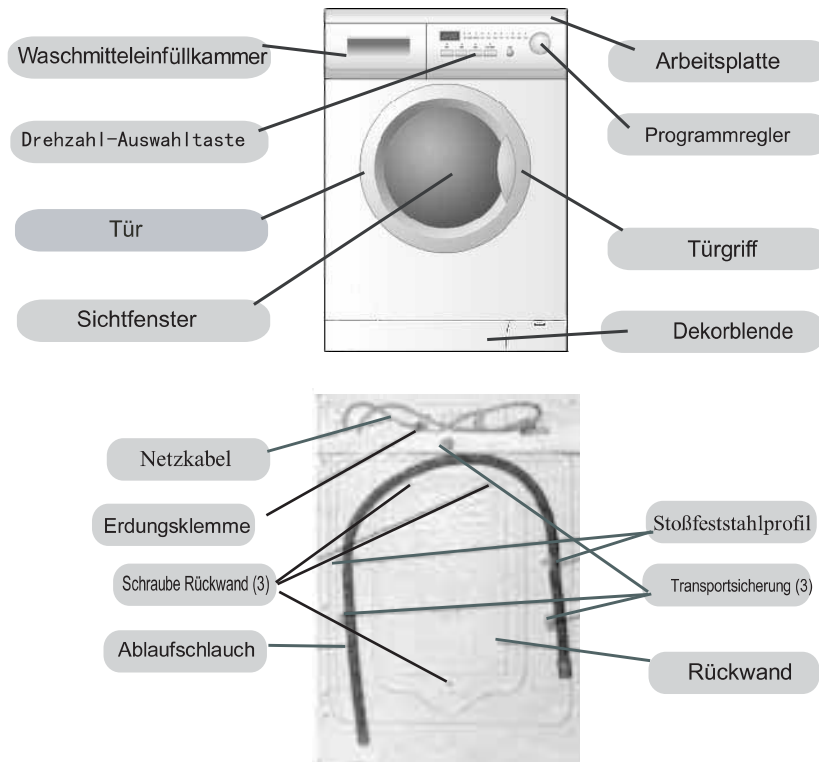 Waschmitteleinfüllkammer
Arbeitsplatte
Drehzahl-Auswahltaste
Programmregler
Tür
Türgriff
Sichtfenster
Dekorblende
Netzkabel
Erdungsklemme
Stoßfeststahlprofil
Schraube Rückwand (3)
Transportsicherung (3)
Ablaufschlauch
Rückwand